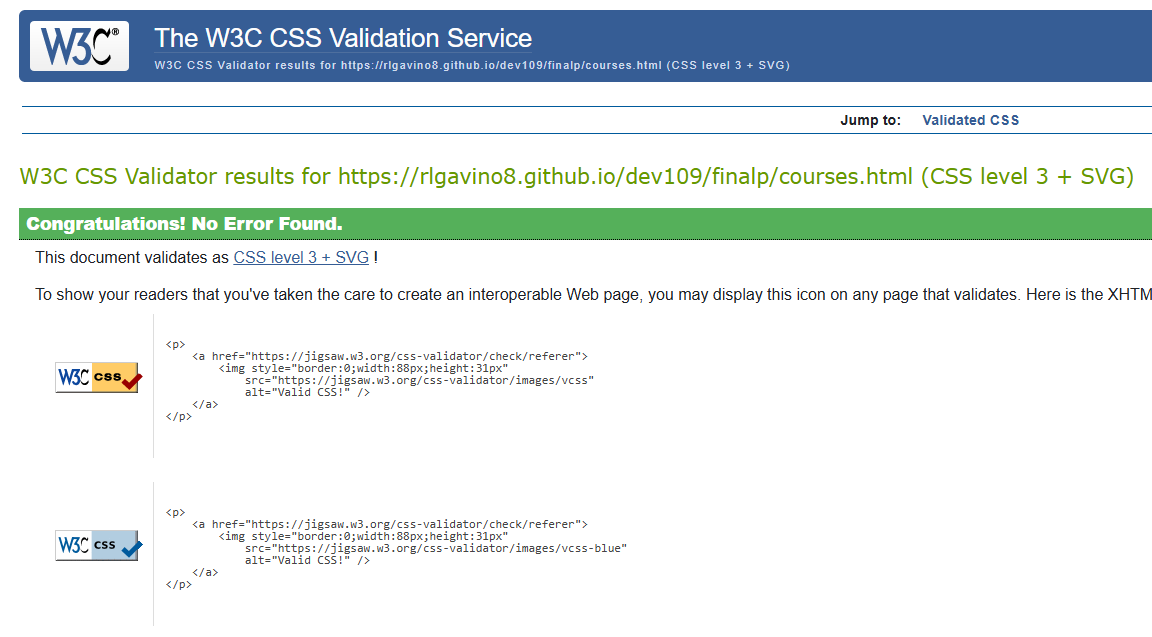 W3C® The W3C CSS Validation Service
W3C CSS Validator results for https://rlgavino8.github.io/dev109/finalp/courses.html (CSS level 3 + SVG)
Jump to: Validated CSS
W3C CSS Validator results for https://rlgavino8.github.io/dev109/finalp/courses.html (CSS level 3 + SVG)
Congratulations! No Error Found.
This document validates as CSS level 3 + SVG !
To show your readers that you've taken the care to create an interoperable Web page, you may display this icon on any page that validates. Here is the XHTM
<p>
<a href="https://jigsaw.w3.org/css-validator/check/referer">
<img style="border:0;width:88px;height:31px"
W3C css
src="https://jigsaw.w3.org/css-validator/images/vcss"
alt="Valid CSS!" />
</a>
</p>
<p>
<a href="https://jigsaw.w3.org/css-validator/check/referer">
<img style="border:0;width:88px;height:31px"
W3C css
src="https://jigsaw.w3.org/css-validator/images/vcss-blue"
alt="Valid CSS!" />
</a>
</p>